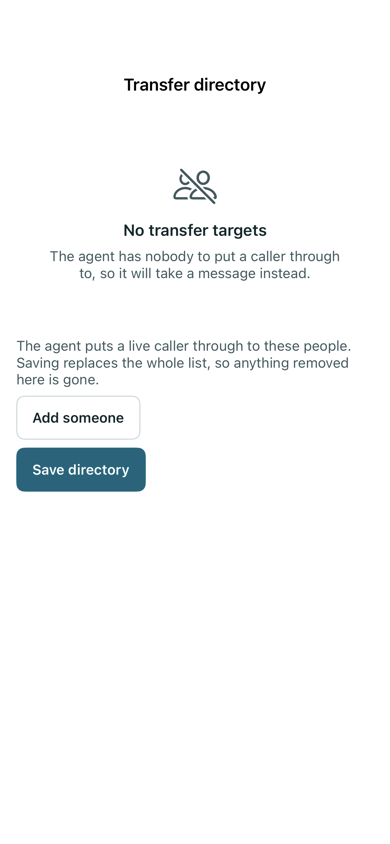 Transfer directory
No transfer targets
The agent has nobody to put a caller through
to, so it will take a message instead.
The agent puts a live caller through to these people.
Saving replaces the whole list, so anything removed
here is gone.
Add someone
Save directory